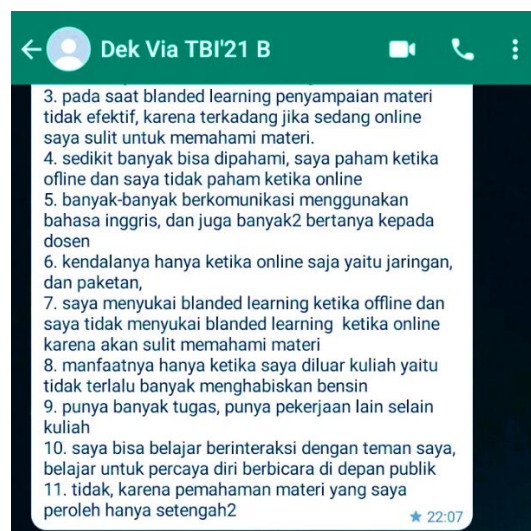 Dek Via TBI'21 B
3. pada saat blanded learning penyampaian materi
tidak efektif, karena terkadang jika sedang online
saya sulit untuk memahami materi.
4. sedikit banyak bisa dipahami, saya paham ketika
ofline dan saya tidak paham ketika online
5. banyak-banyak berkomunikasi menggunakan
bahasa inggris, dan juga banyak2 bertanya kepada
dosen
6. kendalanya hanya ketika online saja yaitu jaringan,
dan paketan,
7. saya menyukai blanded learning ketika offline dan
saya tidak menyukai blanded learning ketika online
karena akan sulit memahami materi
8. manfaatnya hanya ketika saya diluar kuliah yaitu
tidak terlalu banyak menghabiskan bensin
9. punya banyak tugas, punya pekerjaan lain selain
kuliah
10. saya bisa belajar berinteraksi dengan teman saya,
belajar untuk percaya diri berbicara di depan publik
11. tidak, karena pemahaman materi yang saya
peroleh hanya setengah2
22:07